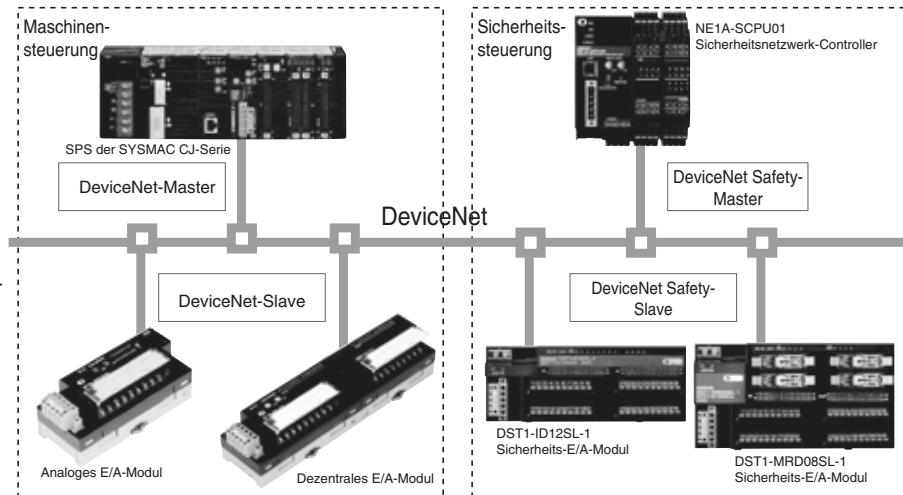 Maschinen-
steuerung
SPS der SYSMAC CJ-Serie
DeviceNet-Master
DeviceNet
DeviceNet-Slave
Analoges E/A-Modul
Dezentrales E/A-Modul
Sicherheits-
steuerung
NE1A-SCPU01
Sicherheitsnetzwerk-Controller
DeviceNet Safety-
Master
DeviceNet Safety-
Slave
DST1-ID12SL-1
Sicherheits-E/A-Modul
DST1-MRD08SL-1
Sicherheits-E/A-Modul